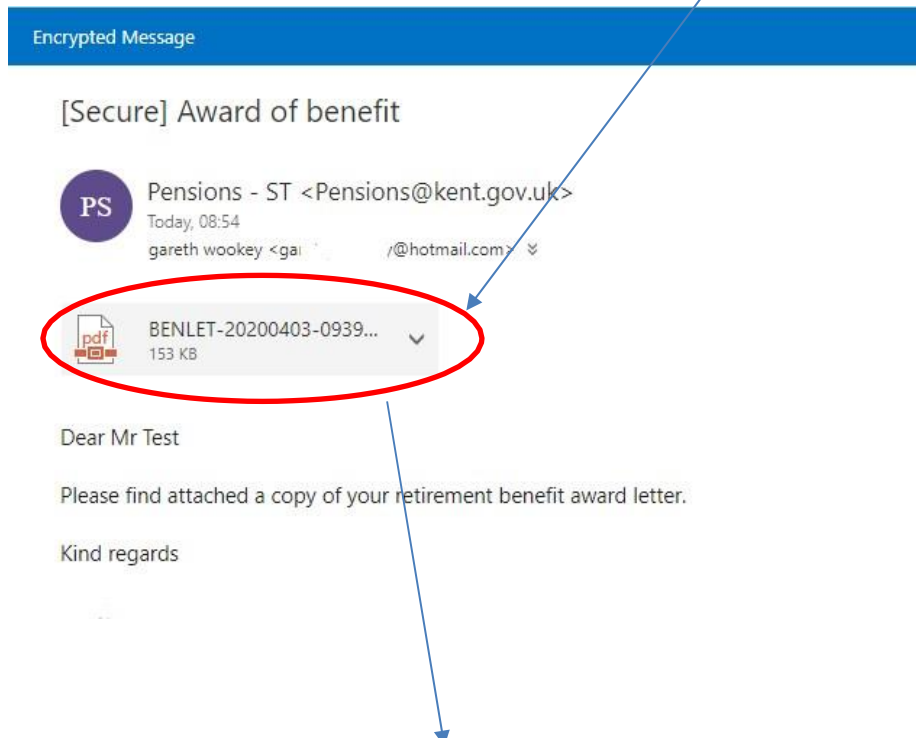 Encrypted Message
[Secure] Award of benefit
PS
Pensions - ST <Pensions@kent.gov.uk>
Today, 08:54
gareth wookey <ga y@hotmail.com>
pdf
BENLET-20200403-0939...
153 KB
Dear Mr Test
Please find attached a copy of your retirement benefit award letter.
Kind regards